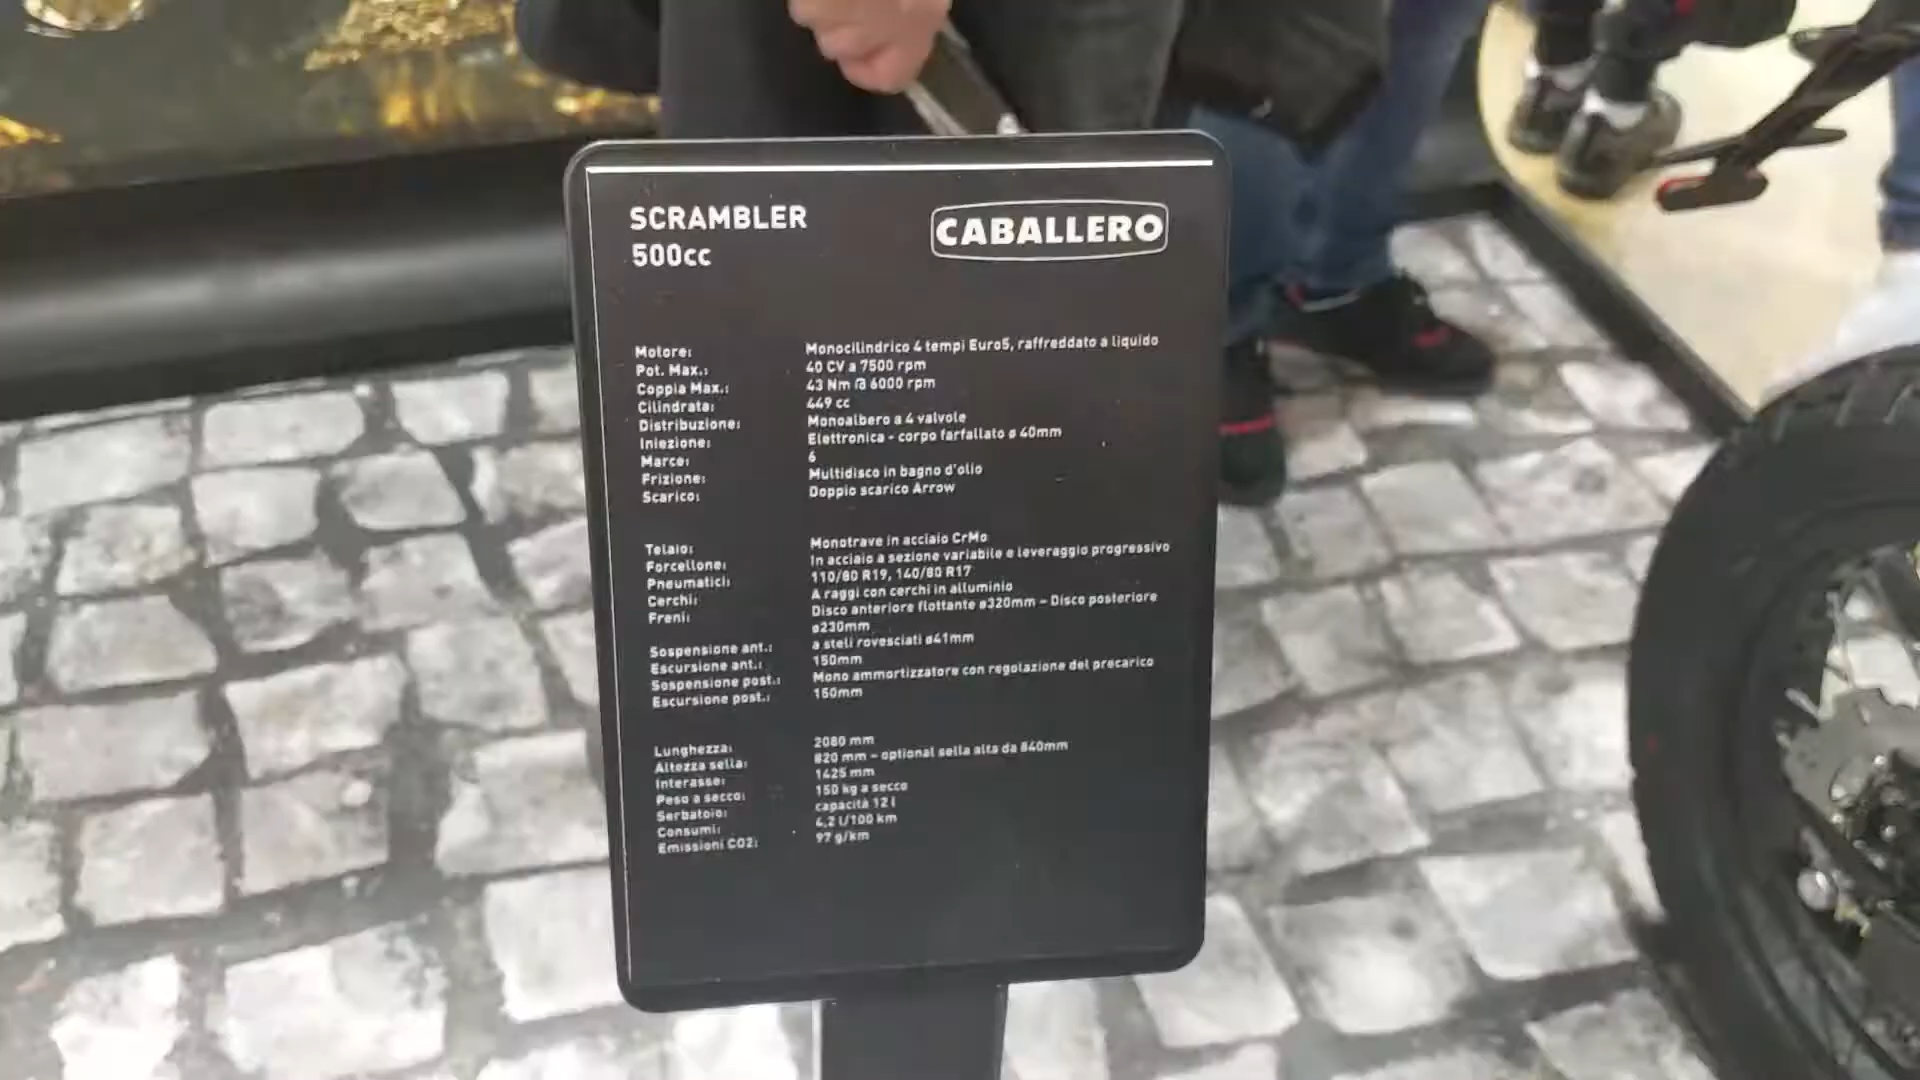 SCRAMBLER
500cc
CABALLERO
Motore: Monocilindrico 4 tempi Euro5, raffreddato a liquido
Pot. Max.: 40 CV a 7500 rpm
Coppia Max.: 43 Nm @ 6000 rpm
Cilindrata: 449 cc
Distribuzione: Monoalbero a 4 valvole
Iniezione: Elettronica - corpo farfallato ø 40mm
Marce: 6
Frizione: Multidisco in bagno d'olio
Scarico: Doppio scarico Arrow
Telaio: Monotrave in acciaio CrMo
Forcellone: In acciaio a sezione variabile e leveraggio progressivo
Pneumatici: 110/80 R19, 140/80 R17
Cerchi: A raggi con cerchi in alluminio
Freni: Disco anteriore flottante ø320mm – Disco posteriore
ø230mm
Sospensione ant.: a steli rovesciati ø41mm
Escursione ant.: 150mm
Sospensione post.: Mono ammortizzatore con regolazione del precarico
Escursione post.: 150mm
Lunghezza: 2080 mm
Altezza sella: 820 mm – optional sella alta da 840mm
Interasse: 1425 mm
Peso a secco: 150 kg a secco
Serbatoio: capacità 12 l
Consumi: 4,2 l/100 km
Emissioni CO2: 97 g/km